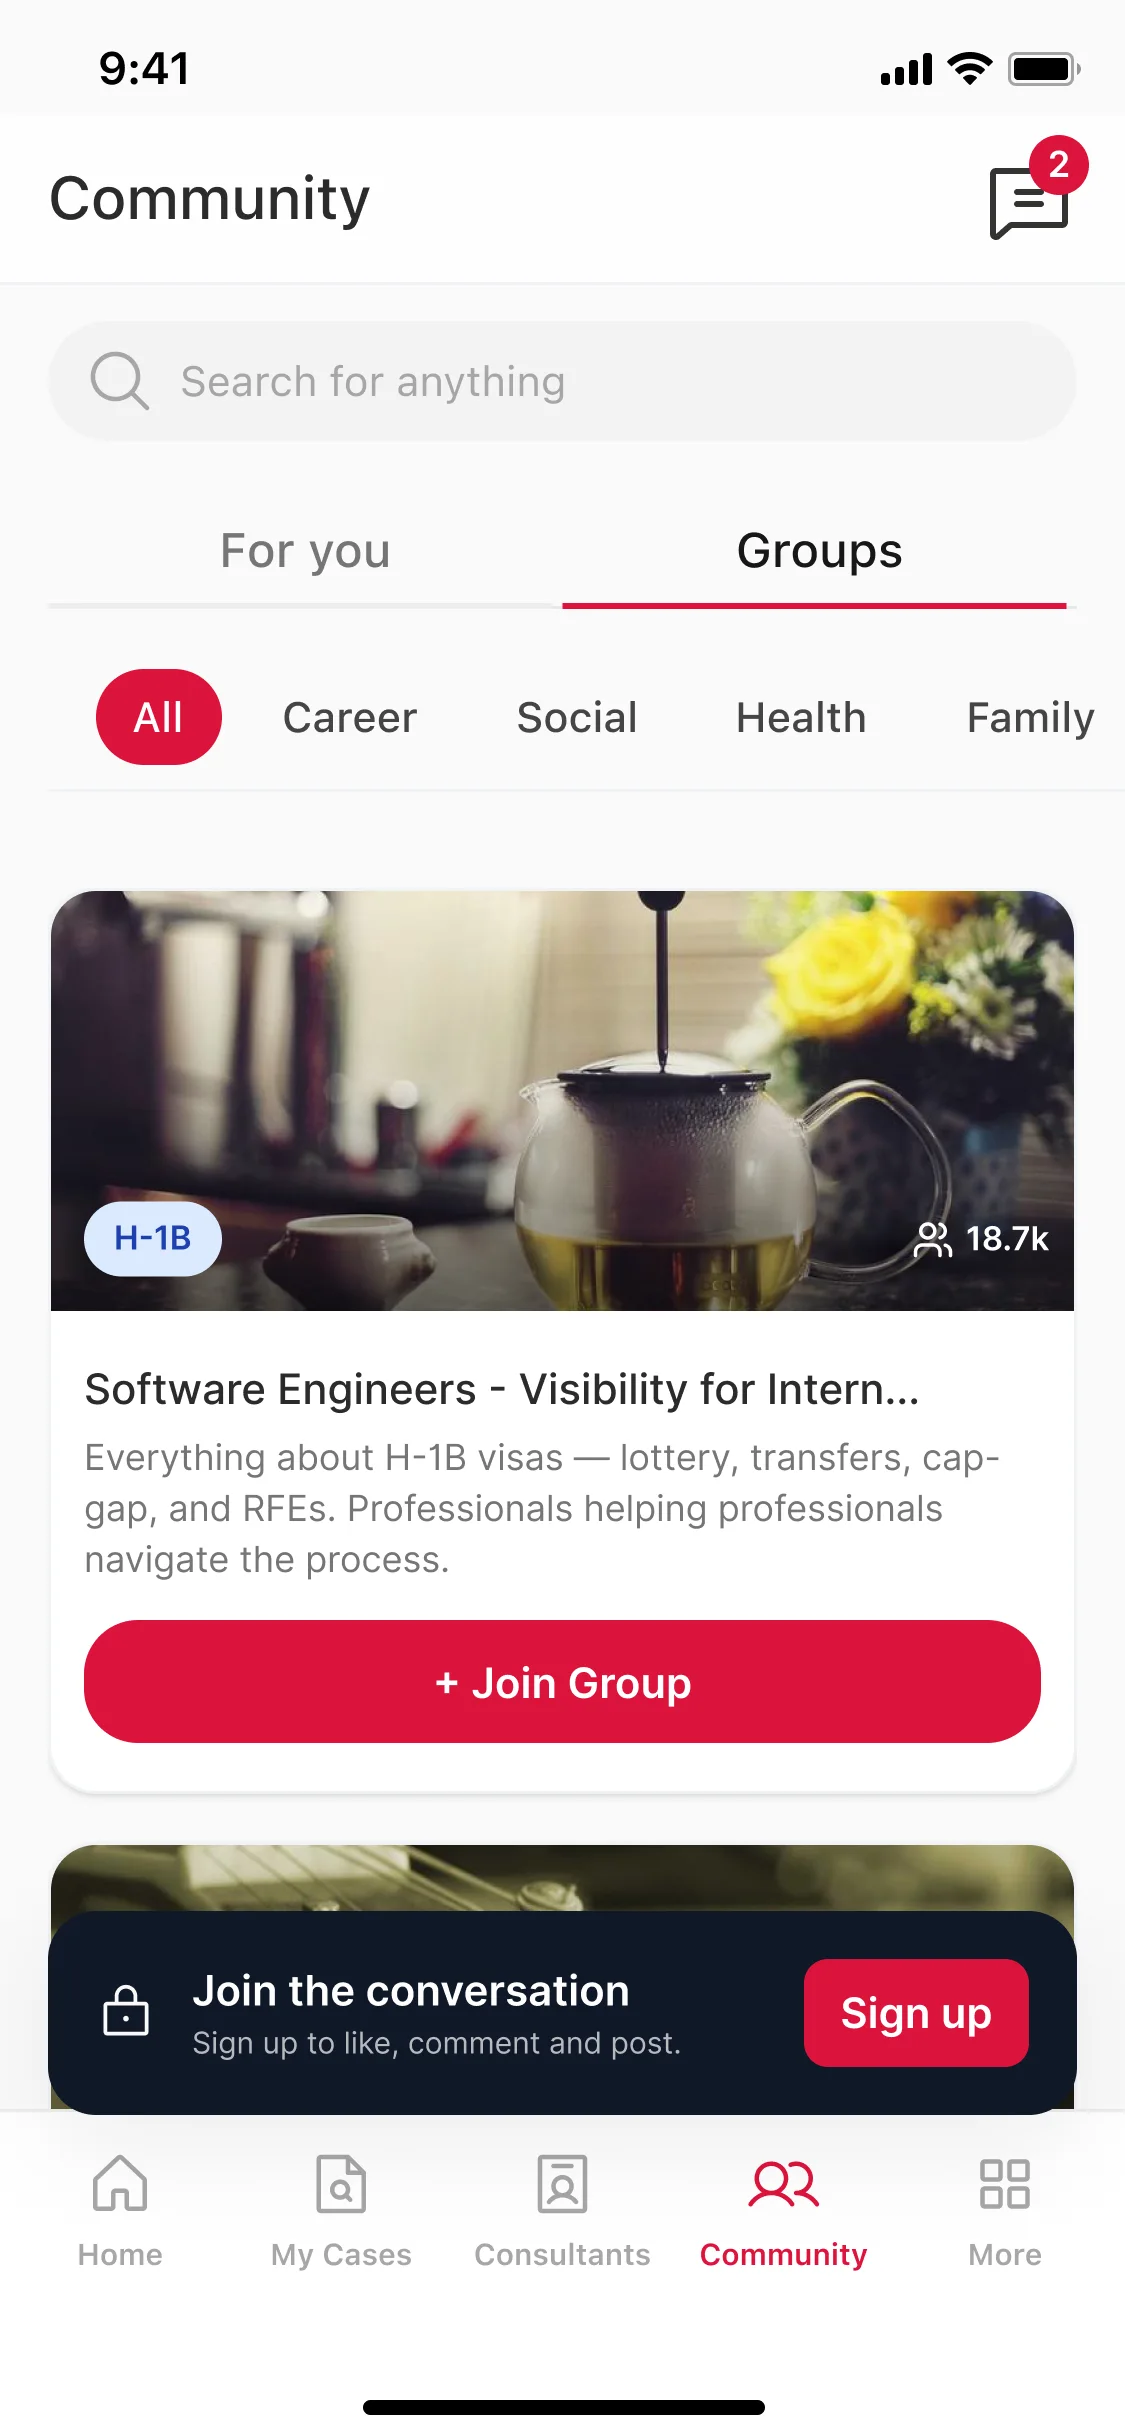 9:41
Community
2
Search for anything
For you
Groups
All
Career
Social
Health
Family
H-1B
18.7k
Software Engineers - Visibility for Intern...
Everything about H-1B visas — lottery, transfers, cap-
gap, and RFEs. Professionals helping professionals
navigate the process.
+ Join Group
Join the conversation
Sign up to like, comment and post.
Sign up
Home
My Cases
Consultants
Community
More